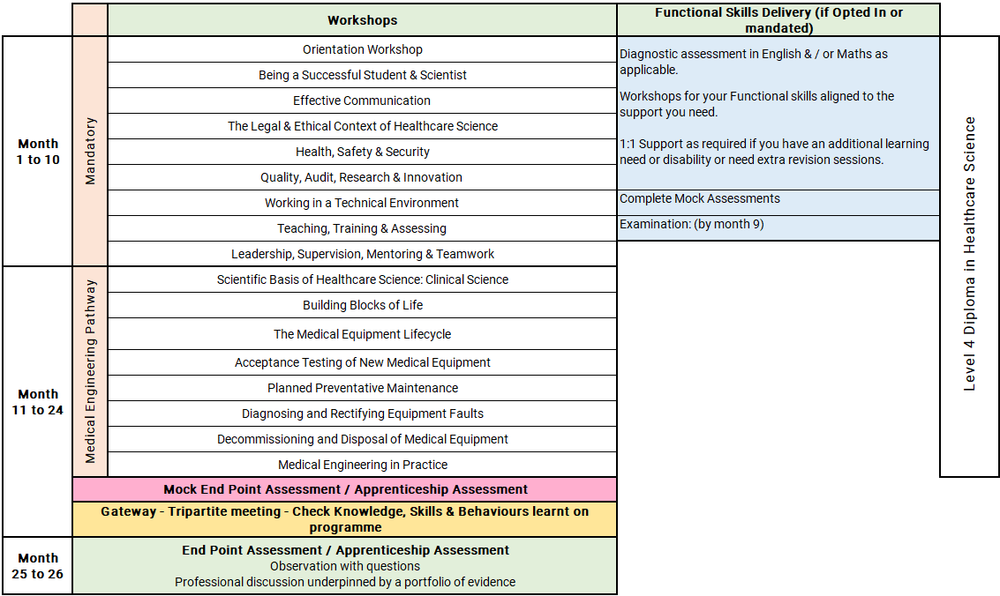 Workshops
Functional Skills Delivery (if Opted In or
mandated)
Month
1 to 10
Mandatory
Orientation Workshop
Being a Successful Student & Scientist
Effective Communication
The Legal & Ethical Context of Healthcare Science
Health, Safety & Security
Quality, Audit, Research & Innovation
Working in a Technical Environment
Teaching, Training & Assessing
Leadership, Supervision, Mentoring & Teamwork
Diagnostic assessment in English & / or Maths as
applicable.
Workshops for your Functional skills aligned to the
support you need.
1:1 Support as required if you have an additional learning
need or disability or need extra revision sessions.
Complete Mock Assessments
Examination: (by month 9)
Level 4 Diploma in Healthcare Science
Month
11 to 24
Medical Engineering Pathway
Scientific Basis of Healthcare Science: Clinical Science
Building Blocks of Life
The Medical Equipment Lifecycle
Acceptance Testing of New Medical Equipment
Planned Preventative Maintenance
Diagnosing and Rectifying Equipment Faults
Decommissioning and Disposal of Medical Equipment
Medical Engineering in Practice
Mock End Point Assessment / Apprenticeship Assessment
Gateway - Tripartite meeting - Check Knowledge, Skills & Behaviours learnt on
programme
Month
25 to 26
End Point Assessment / Apprenticeship Assessment
Observation with questions
Professional discussion underpinned by a portfolio of evidence